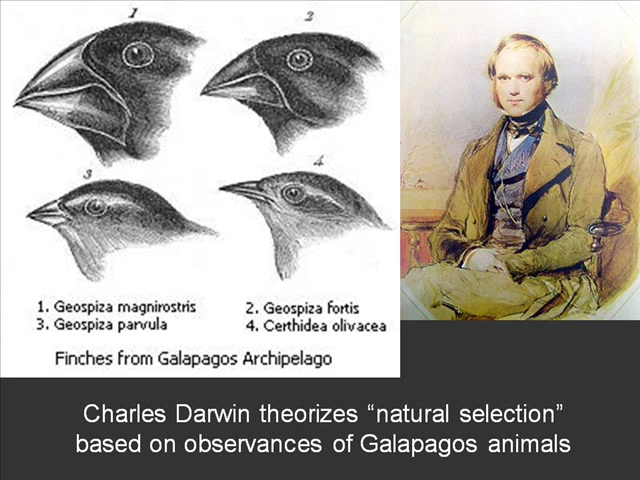 1
2
3
4
1. Geospiza magnirostris
2. Geospiza fortis
3. Geospiza parvula
4. Certhidea olivacea
Finches from Galapagos Archipelago
Charles Darwin theorizes “natural selection”
based on observances of Galapagos animals